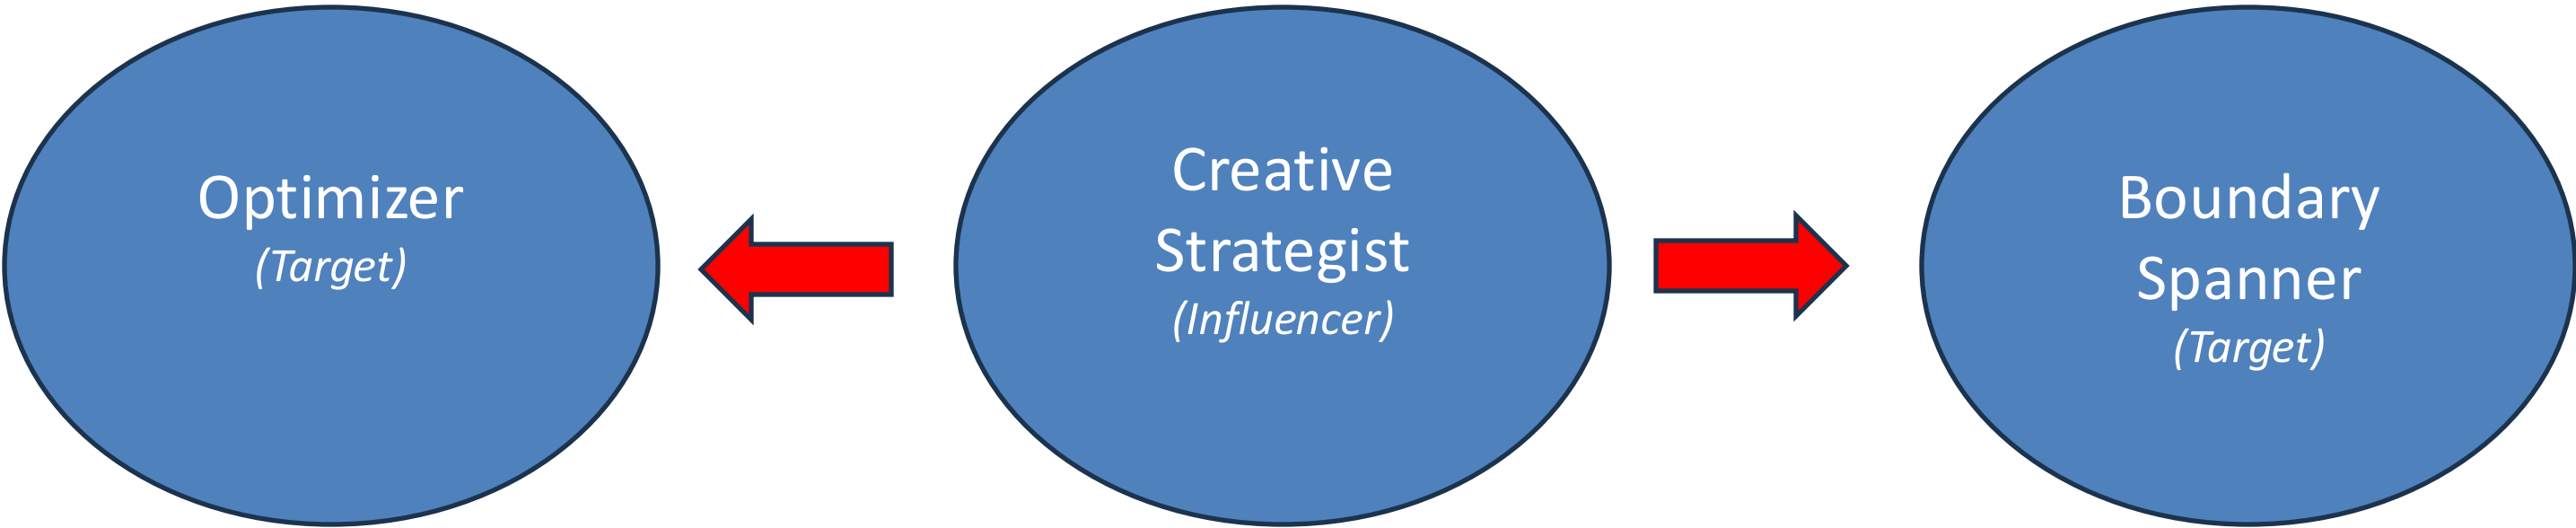 Optimizer
(Target)
Creative
Strategist
(Influencer)
Boundary
Spanner
(Target)